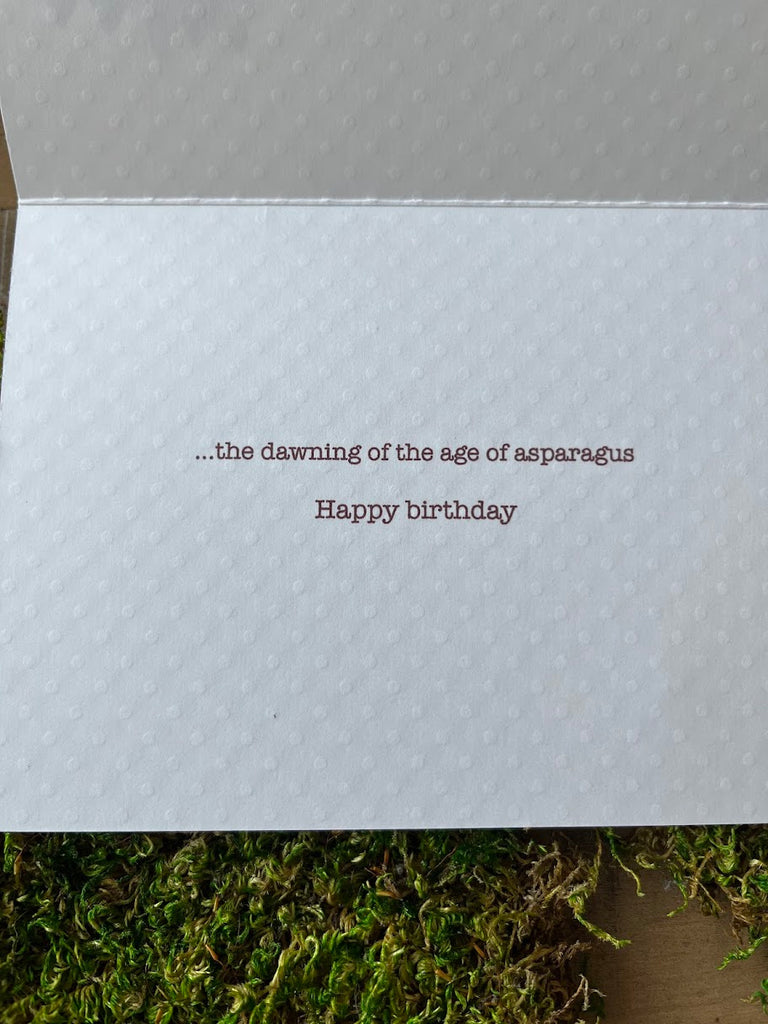 ...the dawning of the age of asparagus
Happy birthday